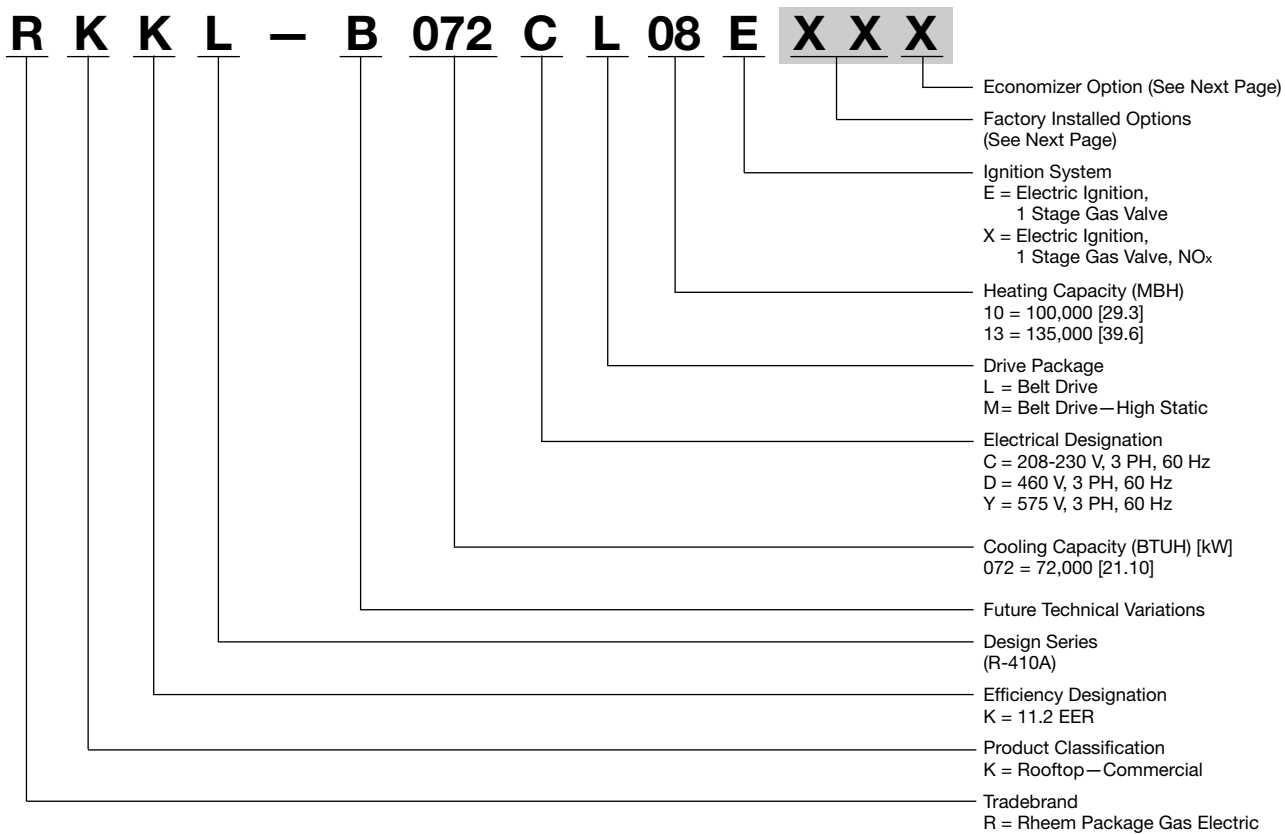 R K K L — B 072 C L 08 E X X X
Economizer Option (See Next Page)
Factory Installed Options
(See Next Page)
Ignition System
E = Electric Ignition,
1 Stage Gas Valve
X = Electric Ignition,
1 Stage Gas Valve, NOx
Heating Capacity (MBH)
10 = 100,000 [29.3]
13 = 135,000 [39.6]
Drive Package
L = Belt Drive
M= Belt Drive—High Static
Electrical Designation
C = 208-230 V, 3 PH, 60 Hz
D = 460 V, 3 PH, 60 Hz
Y = 575 V, 3 PH, 60 Hz
Cooling Capacity (BTUH) [kW]
072 = 72,000 [21.10]
Future Technical Variations
Design Series
(R-410A)
Efficiency Designation
K = 11.2 EER
Product Classification
K = Rooftop—Commercial
Tradebrand
R = Rheem Package Gas Electric